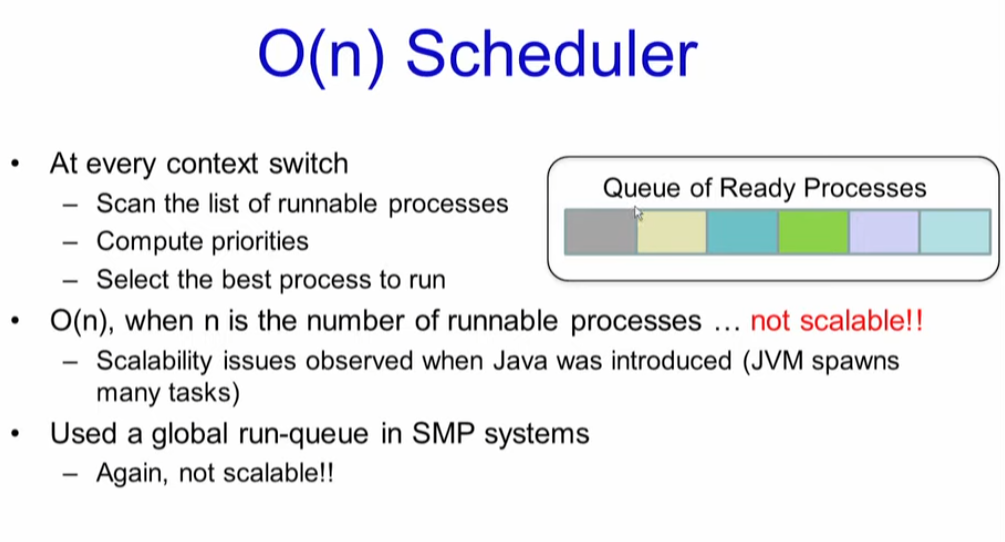 O(n) Scheduler
• At every context switch
– Scan the list of runnable processes
– Compute priorities
– Select the best process to run
Queue of Ready Processes
• O(n), when n is the number of runnable processes … not scalable!!
– Scalability issues observed when Java was introduced (JVM spawns
many tasks)
• Used a global run-queue in SMP systems
– Again, not scalable!!